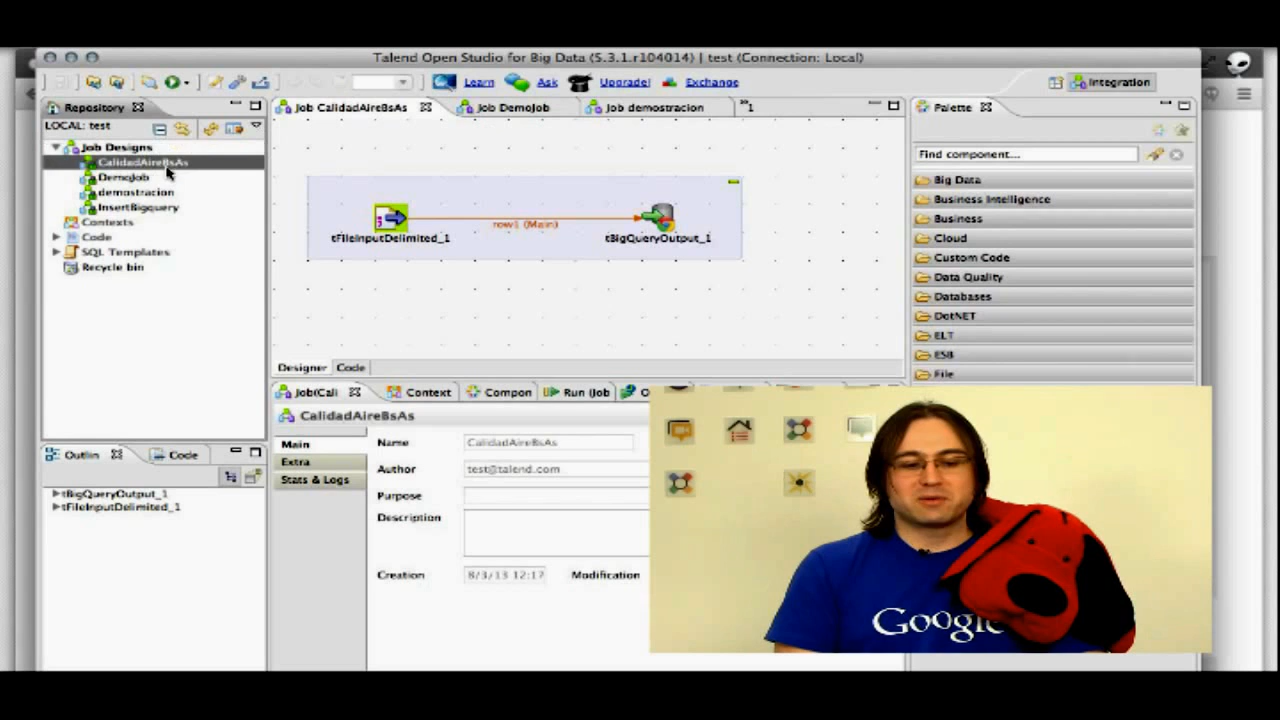 Talend Open Studio for Big Data (5.3.1.r104014) | test (Connection: Local)
Learn Ask Upgrade! Exchange Integration
Repository
LOCAL: test
Job Designs
CalidadAireBsAs
DemoJob
demostracion
InsertBigquery
Contexts
Code
SQL Templates
Recycle bin
Job CalidadAireBsAs Job DemoJob Job demostracion »1
row1 (Main)
tFileInputDelimited_1 tBigQueryOutput_1
Designer Code
Palette
Find component...
Big Data
Business Intelligence
Business
Cloud
Custom Code
Data Quality
Databases
DotNET
ELT
ESB
File
Outlin Code
tBigQueryOutput_1
tFileInputDelimited_1
Job(Cali Context Compon Run (Job
CalidadAireBsAs
Main
Extra
Stats & Logs
Name CalidadAireBsAs
Author test@talend.com
Purpose
Description
Creation 8/3/13 12:17 Modification
Google